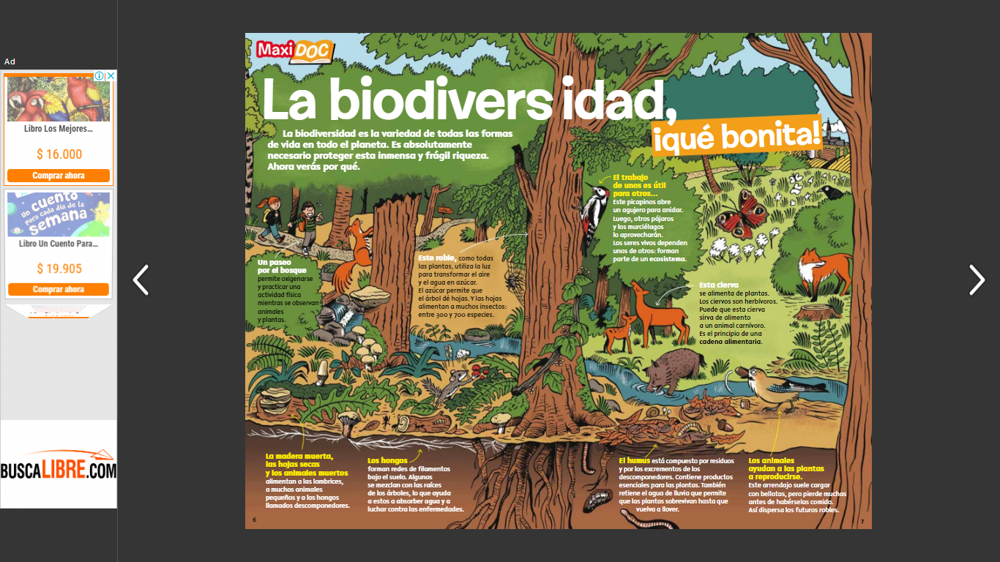 Ad
Libro Los Mejores...
$ 16.000
Comprar ahora
un cuento
para cada día de la
semana
Libro Un Cuento Para...
$ 19.905
Comprar ahora
BUSCALIBRE.COM
Maxi DOC
La biodivers idad,
¡qué bonita!
La biodiversidad es la variedad de todas las formas
de vida en todo el planeta. Es absolutamente
necesario proteger esta inmensa y frágil riqueza.
Ahora verás por qué.
El trabajo
de unos es útil
para otros...
Este picapinos abre
un agujero para anidar.
Luego, otros pájaros
y los murciélagos
lo aprovecharán.
Los seres vivos dependen
unos de otros: forman
parte de un ecosistema.
Un paseo
por el bosque
permite oxigenarse
y practicar una
actividad física
mientras se observan
animales
y plantas.
Este roble, como todas
las plantas, utiliza la luz
para transformar el aire
y el agua en azúcar.
El azúcar permite que
el árbol dé hojas. Y las hojas
alimentan a muchos insectos:
entre 300 y 700 especies.
Esta cierva
se alimenta de plantas.
Los ciervos son herbívoros.
Puede que esta cierva
sirva de alimento
a un animal carnívoro.
Es el principio de una
cadena alimentaria.
La madera muerta,
las hojas secas
y los animales muertos
alimentan a las lombrices,
a muchos animales
pequeños y a los hongos
llamados descomponedores.
Los hongos
forman redes de filamentos
bajo el suelo. Algunos
se mezclan con las raíces
de los árboles, lo que ayuda
a estos a absorber agua y a
luchar contra las enfermedades.
El humus está compuesto por residuos
y por los excrementos de los
descomponedores. Contiene productos
esenciales para las plantas. También
retiene el agua de lluvia que permite
que las plantas sobrevivan hasta que
vuelva a llover.
Los animales
ayudan a las plantas
a reproducirse.
Este arrendajo suele cargar
con bellotas, pero pierde muchas
antes de habérselas comido.
Así dispersa los futuros robles.
6
7